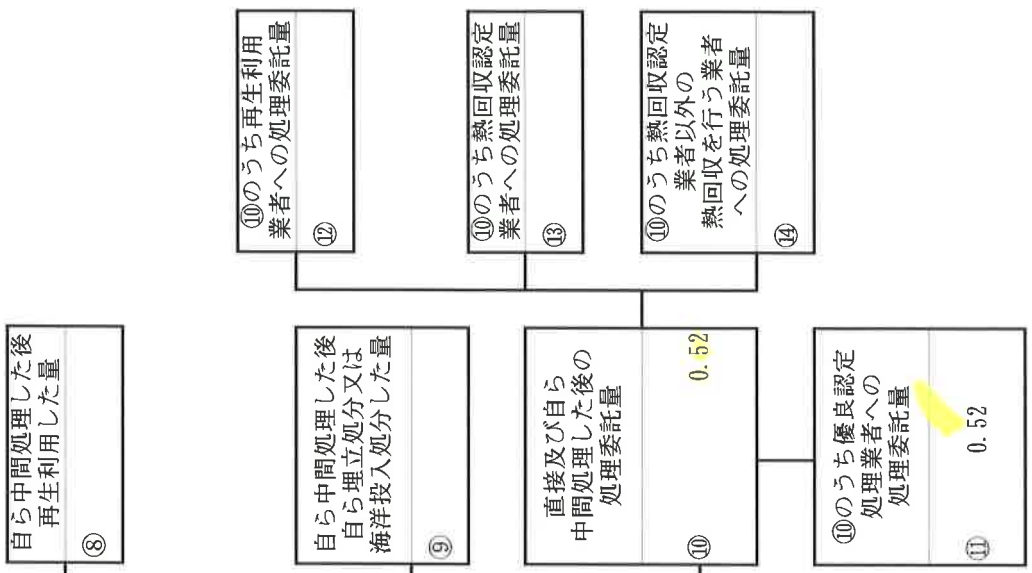 自ら中間処理した後
再生利用した量
⑧
自ら中間処理した後
自ら埋立処分又は
海洋投入処分した量
⑨
直接及び自ら
中間処理した後の
処理委託量
⑩ 0.52
⑩のうち優良認定
処理業者への
処理委託量
⑪ 0.52
⑩のうち再生利用
業者への処理委託量
⑫
⑩のうち熱回収認定
業者への処理委託量
⑬
⑩のうち熱回収認定
業者以外の
熱回収を行う業者
への処理委託量
⑭